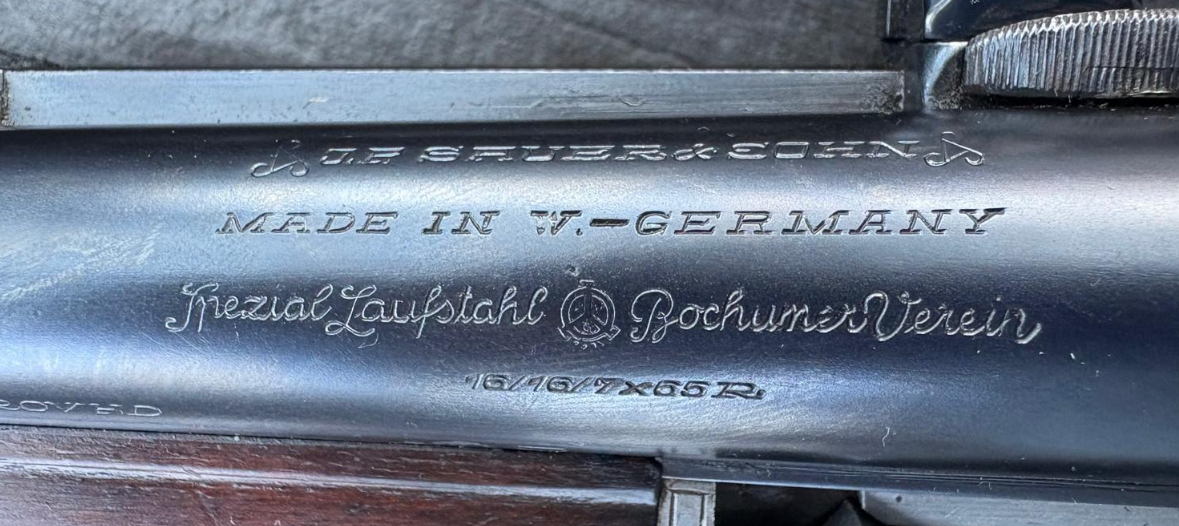 J.P. SAUER & SOHN
MADE IN W.-GERMANY
Spezial Laufstahl Bochumer Verein
16/16/7x65R.